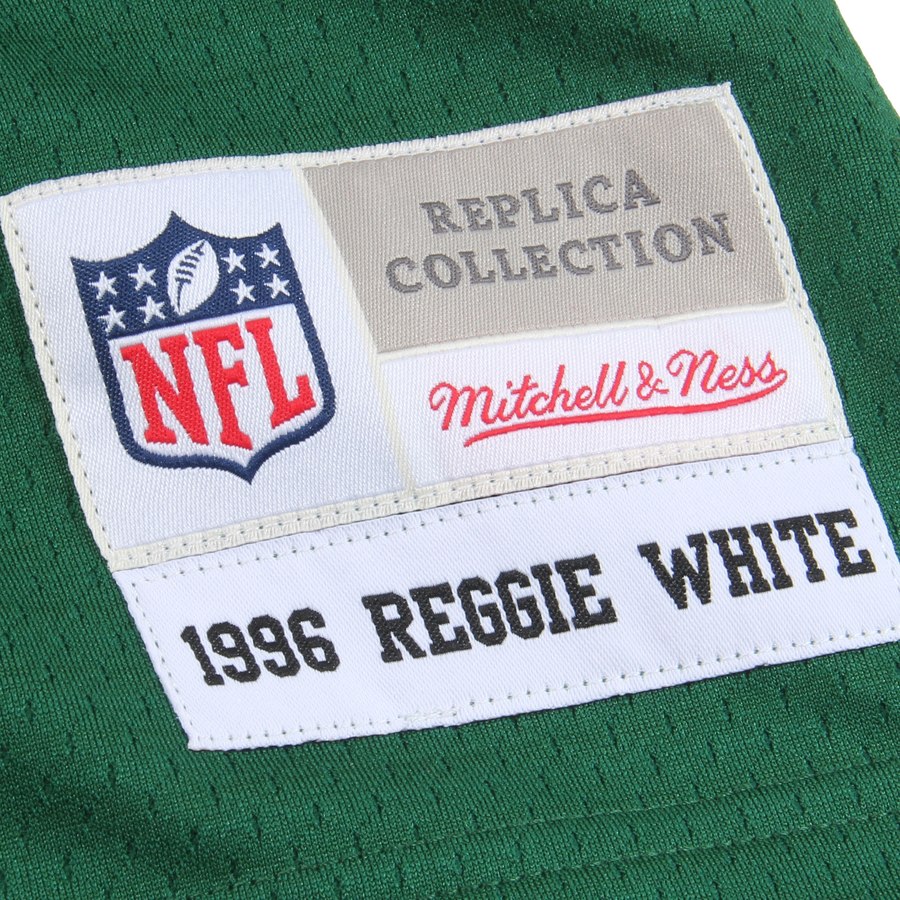 NFL
REPLICA
COLLECTION
Mitchell & Ness
1996 REGGIE WHITE